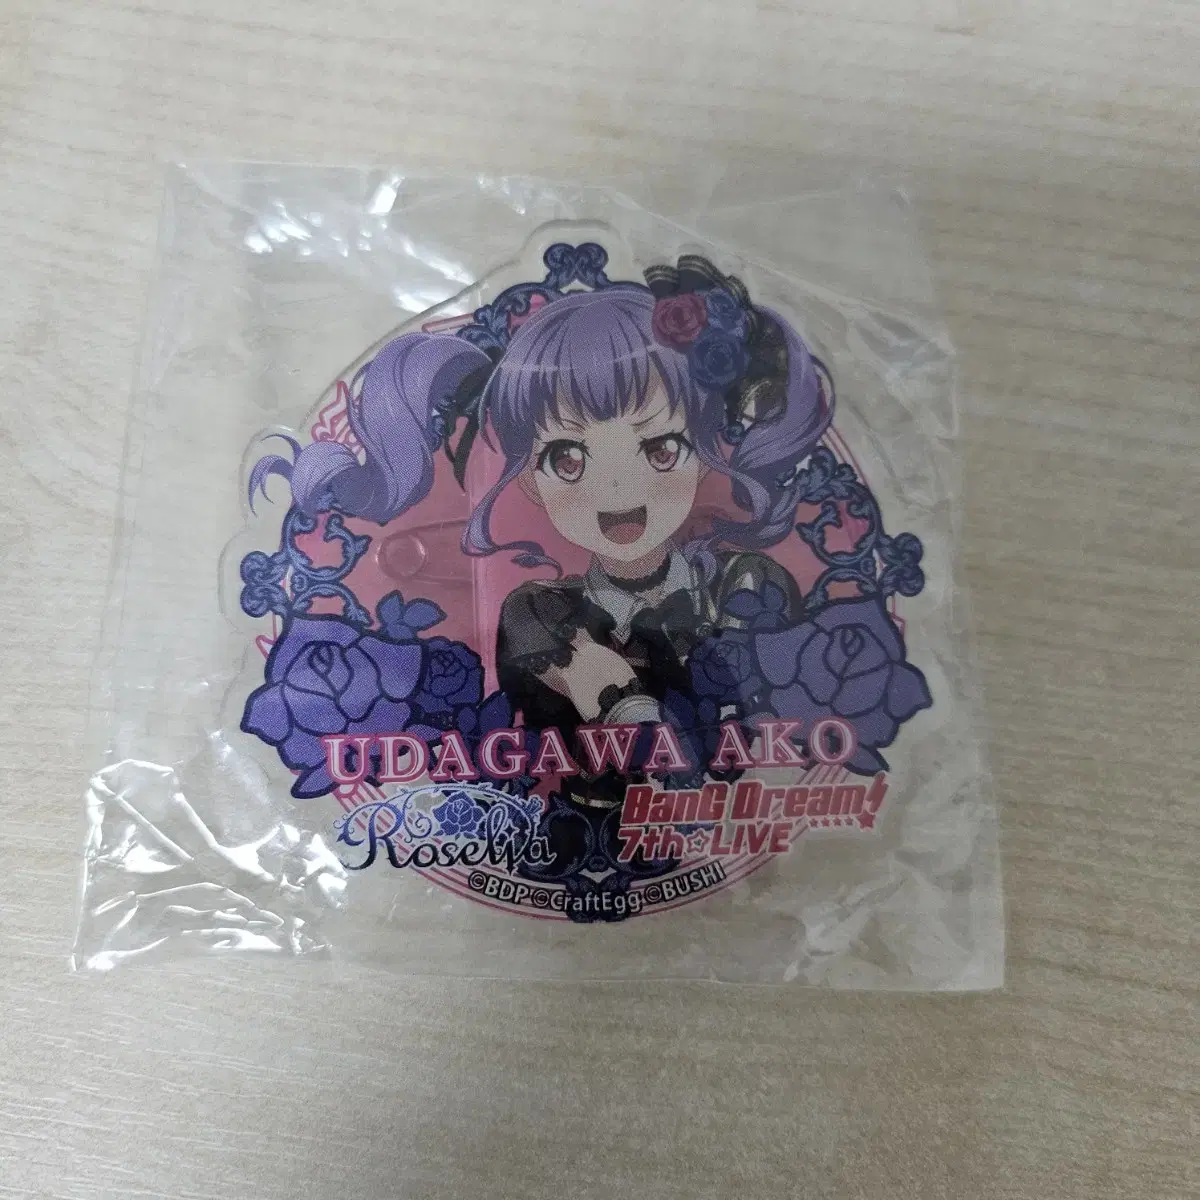 UDAGAWA AKO
Roselia
BanG Dream!
7th☆LIVE
©BDP ©CraftEgg ©BUSHI